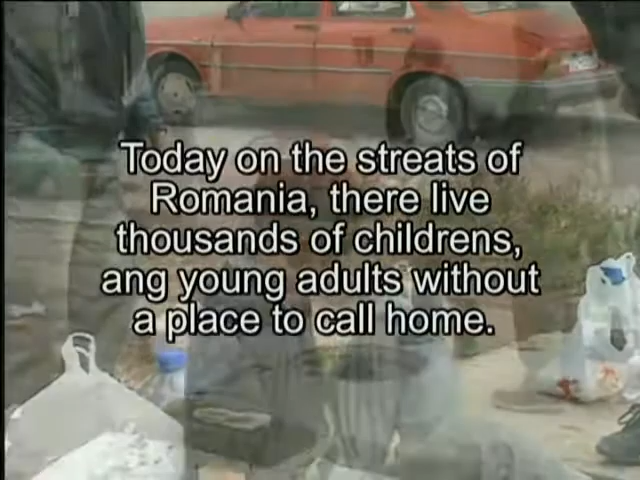 Today on the streats of
Romania, there live
thousands of childrens,
ang young adults without
a place to call home.